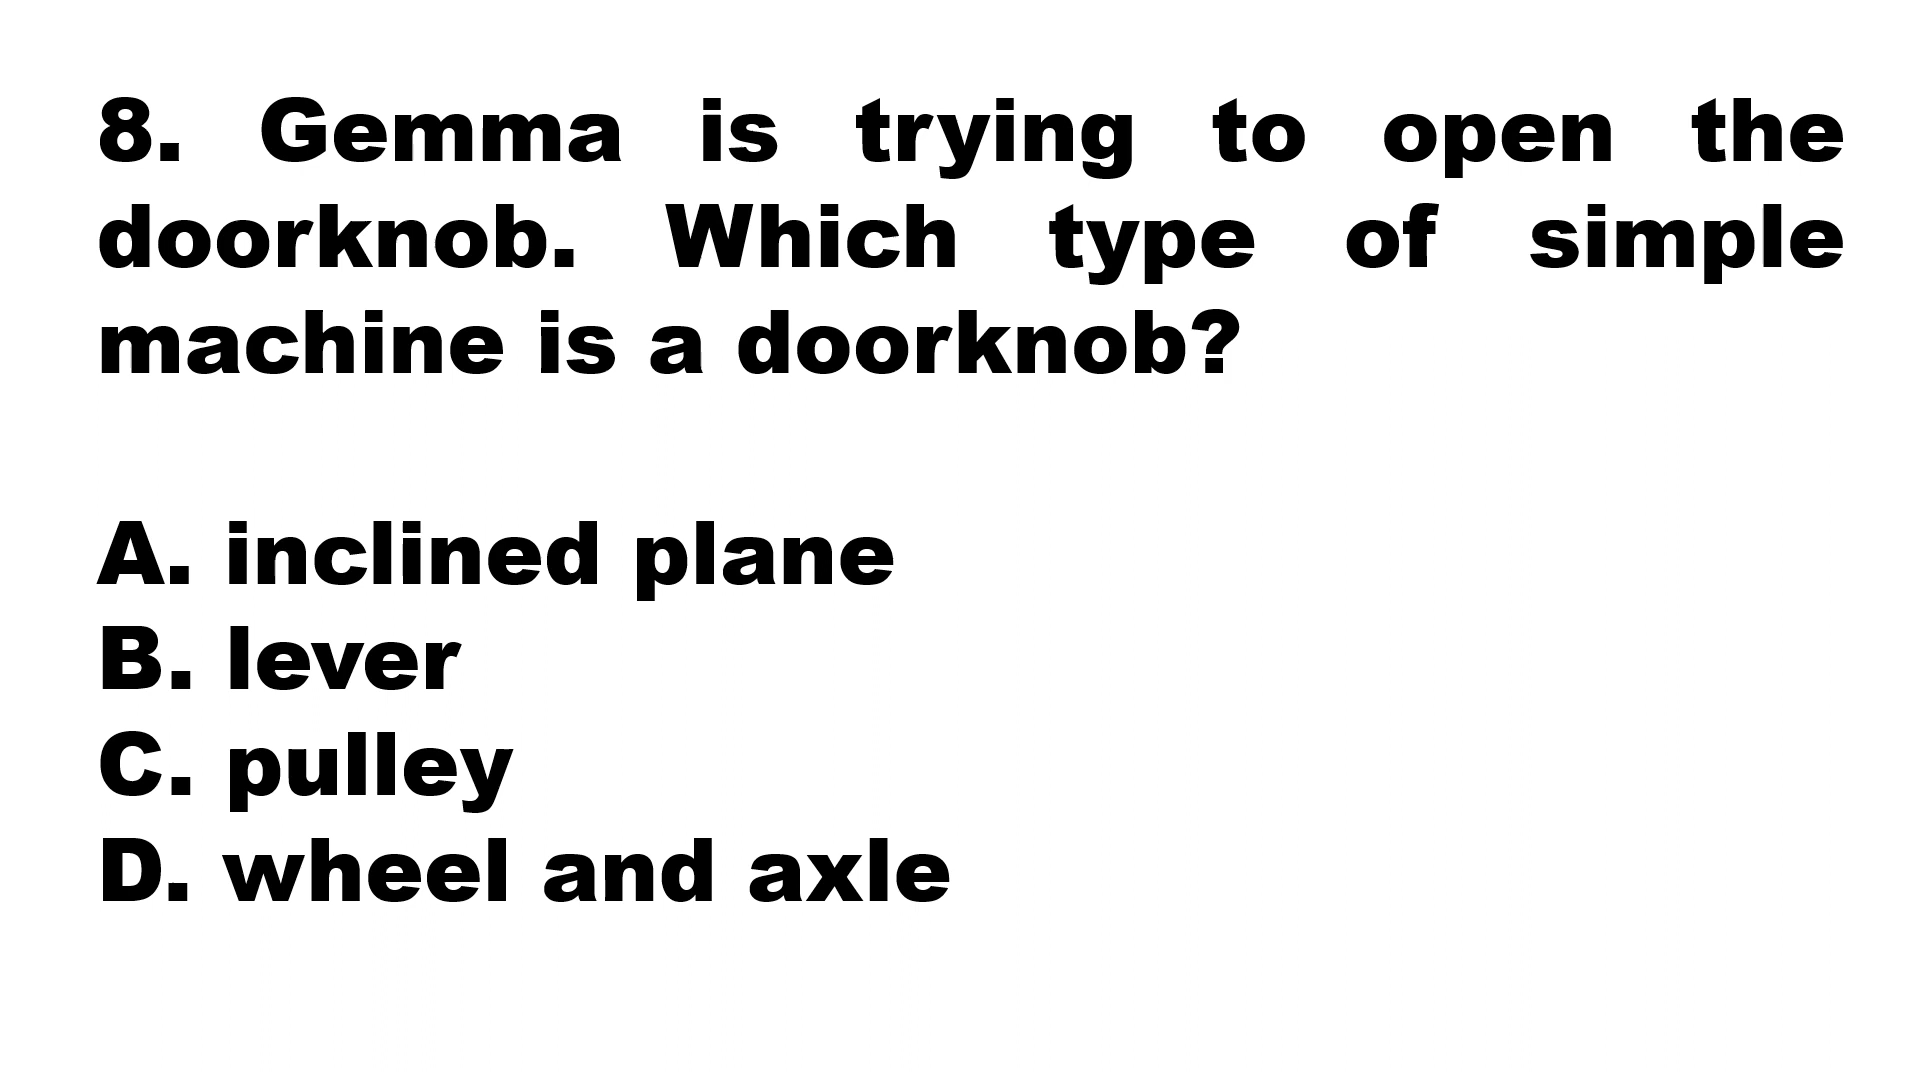 8. Gemma is trying to open the
doorknob. Which type of simple
machine is a doorknob?
A. inclined plane
B. lever
C. pulley
D. wheel and axle